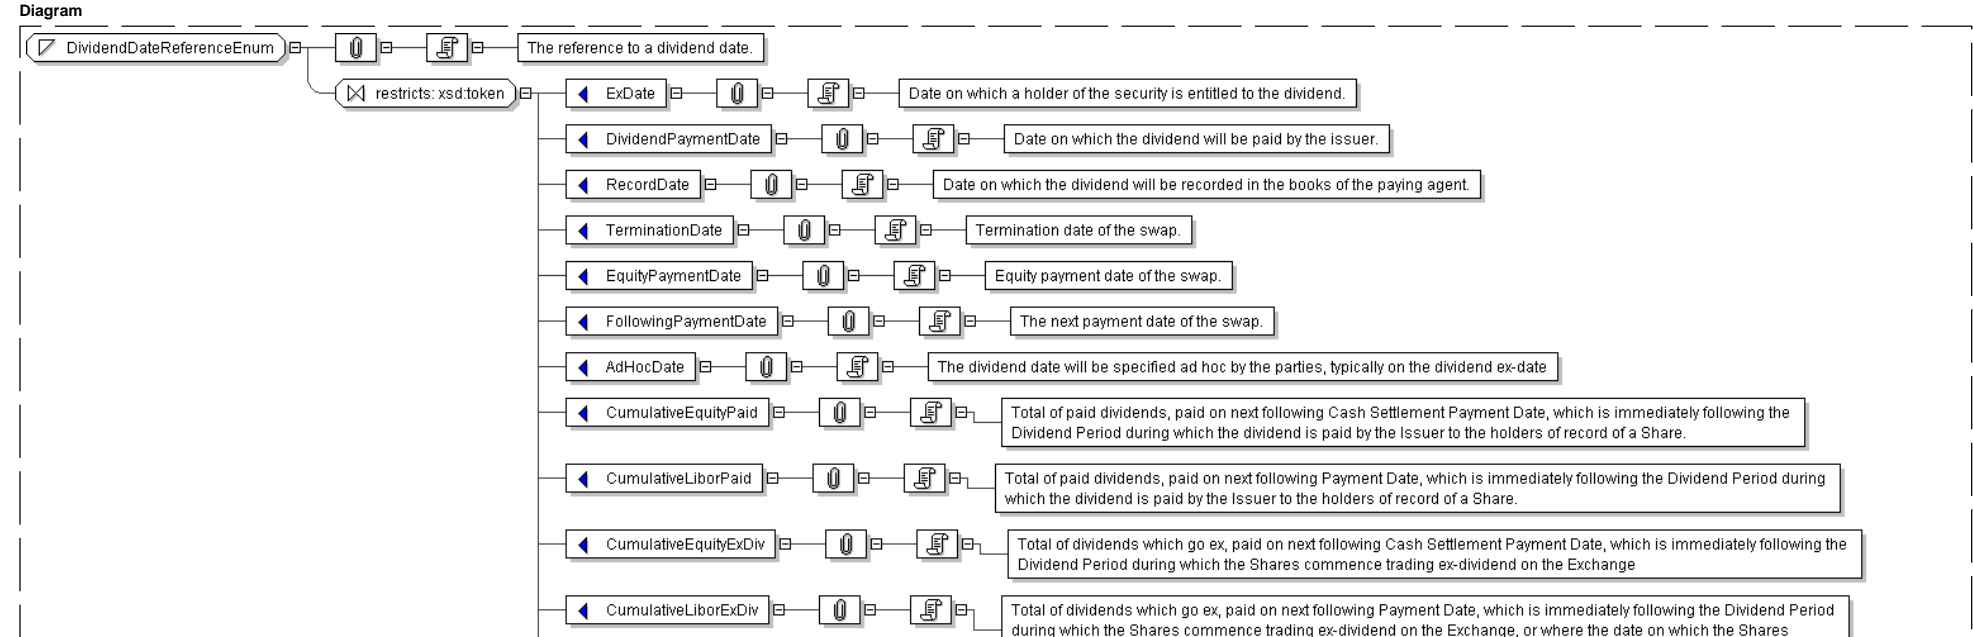 Diagram
DividendDateReferenceEnum
The reference to a dividend date.
restricts: xsd:token
ExDate
Date on which a holder of the security is entitled to the dividend.
DividendPaymentDate
Date on which the dividend will be paid by the issuer.
RecordDate
Date on which the dividend will be recorded in the books of the paying agent.
TerminationDate
Termination date of the swap.
EquityPaymentDate
Equity payment date of the swap.
FollowingPaymentDate
The next payment date of the swap.
AdHocDate
The dividend date will be specified ad hoc by the parties, typically on the dividend ex-date
CumulativeEquityPaid
Total of paid dividends, paid on next following Cash Settlement Payment Date, which is immediately following the
Dividend Period during which the dividend is paid by the Issuer to the holders of record of a Share.
CumulativeLiborPaid
Total of paid dividends, paid on next following Payment Date, which is immediately following the Dividend Period during
which the dividend is paid by the Issuer to the holders of record of a Share.
CumulativeEquityExDiv
Total of dividends which go ex, paid on next following Cash Settlement Payment Date, which is immediately following the
Dividend Period during which the Shares commence trading ex-dividend on the Exchange
CumulativeLiborExDiv
Total of dividends which go ex, paid on next following Payment Date, which is immediately following the Dividend Period
during which the Shares commence trading ex-dividend on the Exchange, or where the date on which the Shares